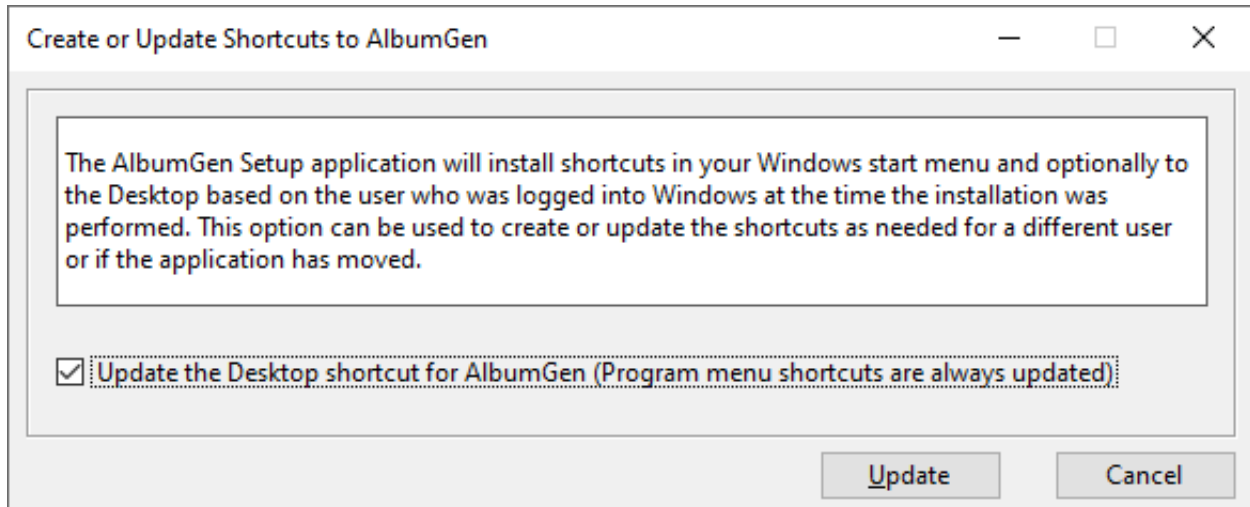 Create or Update Shortcuts to AlbumGen
The AlbumGen Setup application will install shortcuts in your Windows start menu and optionally to
the Desktop based on the user who was logged into Windows at the time the installation was
performed. This option can be used to create or update the shortcuts as needed for a different user
or if the application has moved.
Update the Desktop shortcut for AlbumGen (Program menu shortcuts are always updated)
Update
Cancel